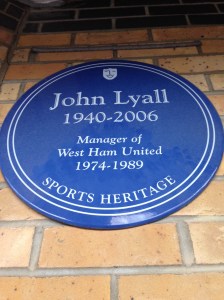 John Lyall
1940-2006
Manager of
West Ham United
1974-1989
SPORTS HERITAGE